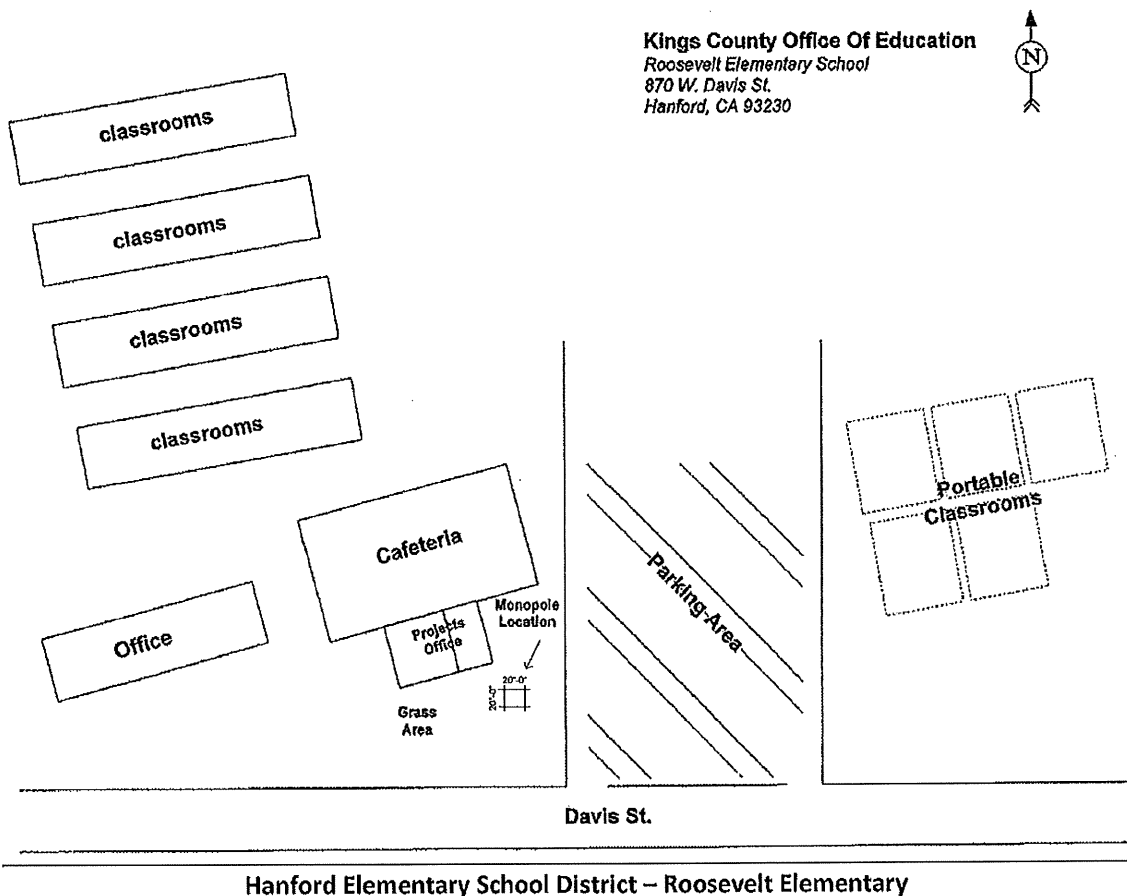 Kings County Office Of Education
Roosevelt Elementary School
870 W. Davis St.
Hanford, CA 93230
N
classrooms
classrooms
classrooms
classrooms
Cafeteria
Office
Projects
Office
Monopole
Location
20'-0"
20'-0"
Grass
Area
Parking-Area
Portable
Classrooms
Davis St.
Hanford Elementary School District – Roosevelt Elementary